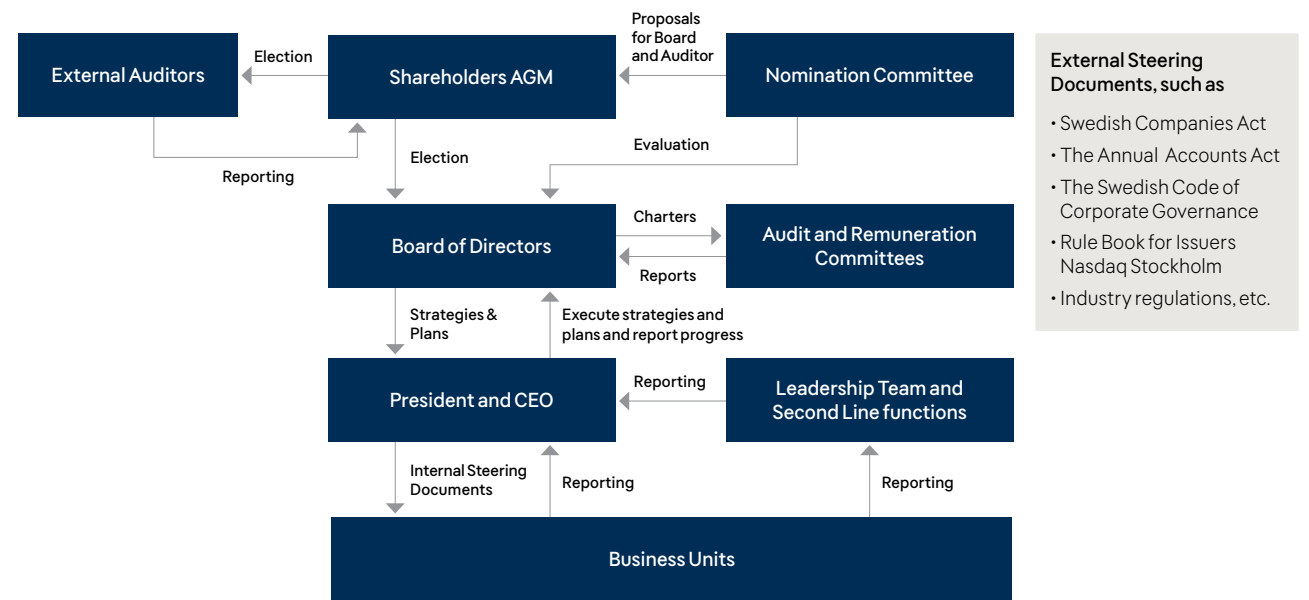 Proposals
for Board
and Auditor
External Auditors
Election
Shareholders AGM
Nomination Committee
Reporting
Election
Evaluation
Board of Directors
Charters
Reports
Audit and Remuneration
Committees
Strategies &
Plans
Execute strategies and
plans and report progress
President and CEO
Reporting
Leadership Team and
Second Line functions
Internal Steering
Documents
Reporting
Reporting
Business Units
External Steering
Documents, such as
• Swedish Companies Act
• The Annual Accounts Act
• The Swedish Code of
Corporate Governance
• Rule Book for Issuers
Nasdaq Stockholm
• Industry regulations, etc.